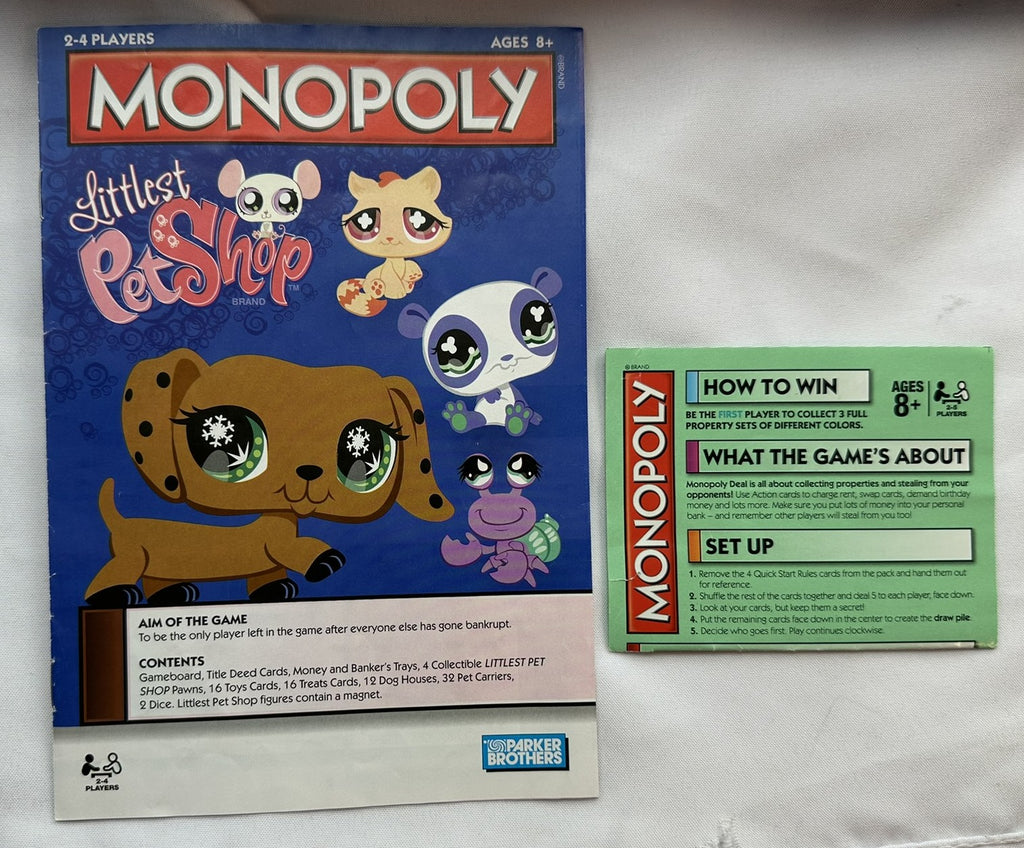 2-4 PLAYERS
AGES 8+
MONOPOLY
©BRAND
Littlest
PetShop
BRAND
TM
AIM OF THE GAME
To be the only player left in the game after everyone else has gone bankrupt.
CONTENTS
Gameboard, Title Deed Cards, Money and Banker's Trays, 4 Collectible LITTLEST PET
SHOP Pawns, 16 Toys Cards, 16 Treats Cards, 12 Dog Houses, 32 Pet Carriers,
2 Dice. Littlest Pet Shop figures contain a magnet.
2-4
PLAYERS
PARKER
BROTHERS
©BRAND
MONOPOLY
HOW TO WIN
AGES
8+
2-5
PLAYERS
BE THE FIRST PLAYER TO COLLECT 3 FULL
PROPERTY SETS OF DIFFERENT COLORS.
WHAT THE GAME'S ABOUT
Monopoly Deal is all about collecting properties and stealing from your
opponents! Use Action cards to charge rent, swap cards, demand birthday
money and lots more. Make sure you put lots of money into your personal
bank – and remember other players will steal from you too!
SET UP
1. Remove the 4 Quick Start Rules cards from the pack and hand them out
for reference.
2. Shuffle the rest of the cards together and deal 5 to each player, face down.
3. Look at your cards, but keep them a secret!
4. Put the remaining cards face down in the center to create the draw pile.
5. Decide who goes first. Play continues clockwise.